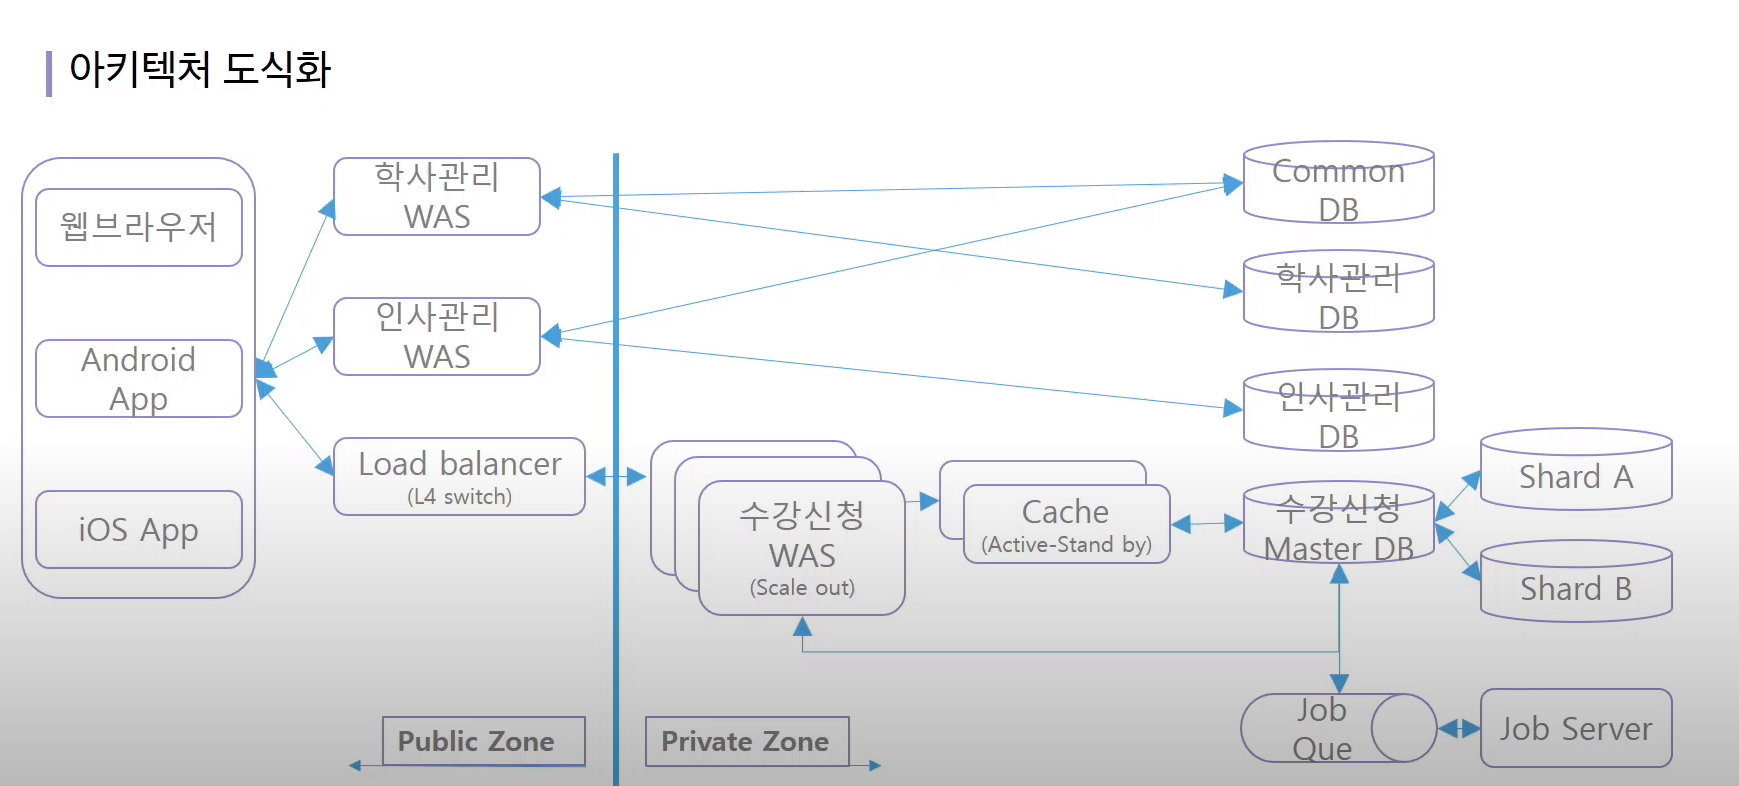 아키텍처 도식화
웹브라우저
Android
App
iOS App
학사관리
WAS
인사관리
WAS
Load balancer
(L4 switch)
수강신청
WAS
(Scale out)
Cache
(Active-Stand by)
Common
DB
학사관리
DB
인사관리
DB
수강신청
Master DB
Shard A
Shard B
Job
Que
Job Server
Public Zone
Private Zone